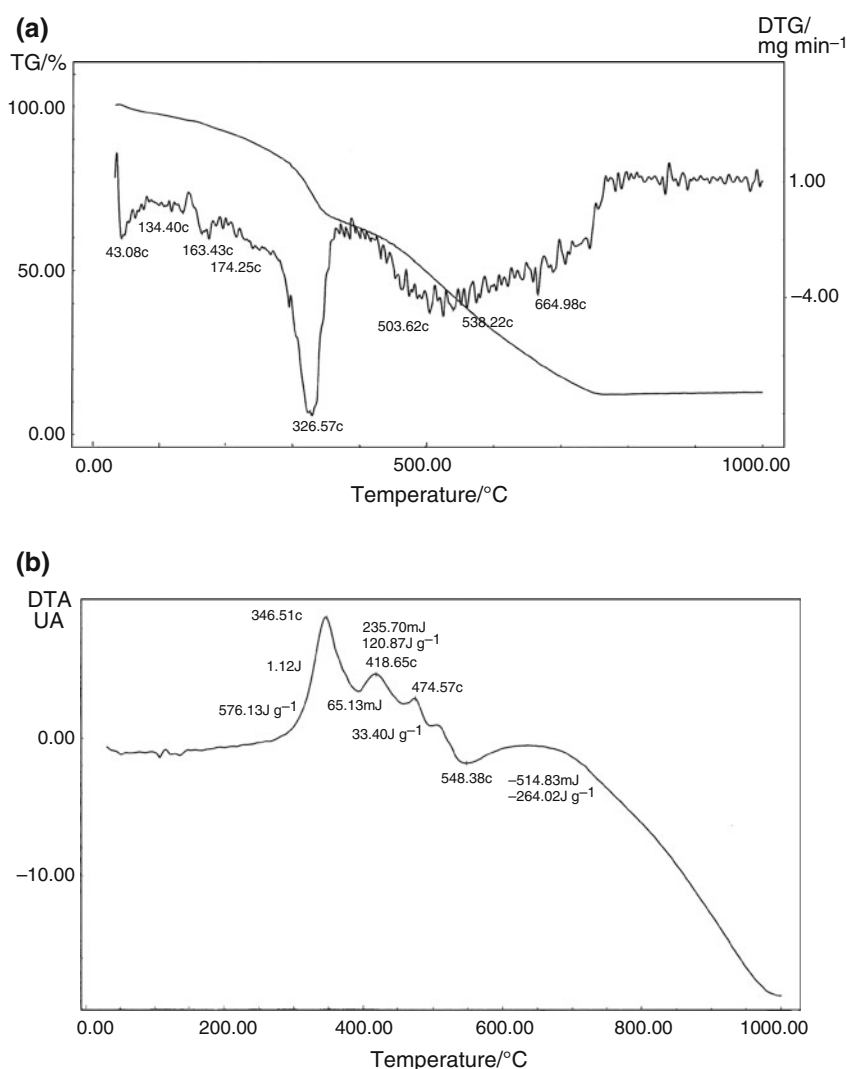 (a)
TG/%
DTG/
mg min−1
100.00
50.00
0.00
1.00
−4.00
43.08c
134.40c
163.43c
174.25c
326.57c
503.62c
538.22c
664.98c
0.00
500.00
1000.00
Temperature/°C
(b)
DTA
UA
0.00
−10.00
346.51c
1.12J
576.13J g−1
235.70mJ
120.87J g−1
418.65c
65.13mJ
33.40J g−1
474.57c
548.38c
−514.83mJ
−264.02J g−1
0.00
200.00
400.00
600.00
800.00
1000.00
Temperature/°C